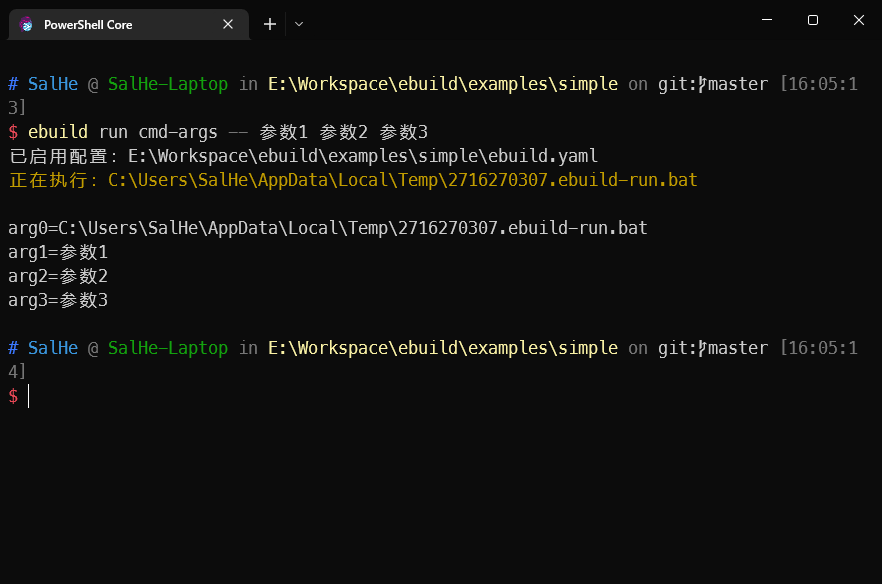 PowerShell Core
# SalHe @ SalHe-Laptop in E:\Workspace\ebuild\examples\simple on git:master [16:05:1
3]
$ ebuild run cmd-args -- 参数1 参数2 参数3
已启用配置：E:\Workspace\ebuild\examples\simple\ebuild.yaml
正在执行：C:\Users\SalHe\AppData\Local\Temp\2716270307.ebuild-run.bat
arg0=C:\Users\SalHe\AppData\Local\Temp\2716270307.ebuild-run.bat
arg1=参数1
arg2=参数2
arg3=参数3
# SalHe @ SalHe-Laptop in E:\Workspace\ebuild\examples\simple on git:master [16:05:1
4]
$